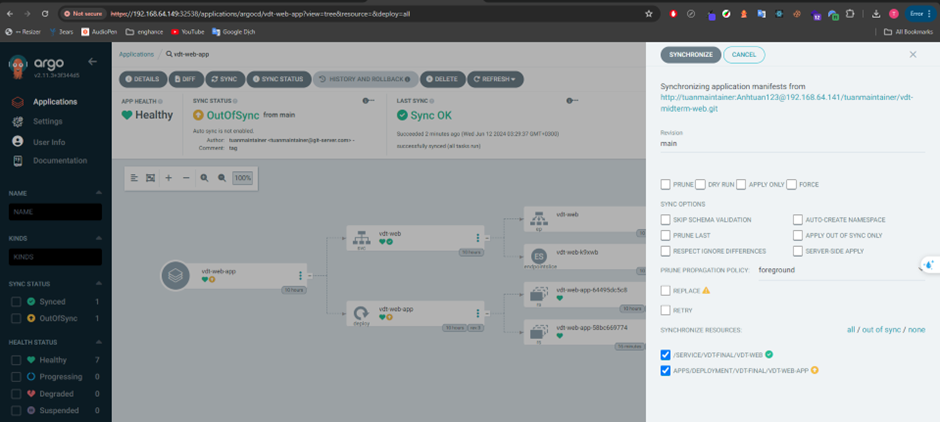 Not secure https://192.168.64.149:32538/applications/argocd/vdt-web-app?view=tree&resource=&deploy=all
Error
Resizer 3ears AudioPen enghance YouTube Google Dich
All Bookmarks
argo
Applications
Settings
User Info
Documentation
NAME
NAME
KINDS
KINDS
SYNC STATUS
Synced 1
OutOfSync 1
HEALTH STATUS
Healthy 7
Progressing 0
Degraded 0
Suspended 0
Applications vdt-web-app
DETAILS DIFF SYNC SYNC STATUS HISTORY AND ROLLBACK DELETE REFRESH
APP HEALTH
Healthy
SYNC STATUS
OutOfSync from main
Auto sync is not enabled.
Author: tuanmaintainer <tuanmaintainer@git-server.com> -
Comment: tag
LAST SYNC
Sync OK
Succeeded 2 minutes ago (Wed Jun 12 2024 03:29:37 GMT+0000)
successfully synced (all tasks run)
100%
vdt-web-app
10 hours
vdt-web
svc
10 hours
vdt-web-app
deploy
10 hours rev:8
vdt-web
ep
ES
endpointslice
vdt-web-k9xwb
vdt-web-app-64495dc5c8
rs
vdt-web-app-58bc669774
rs
SYNCHRONIZE CANCEL
Synchronizing application manifests from
http://tuanmaintainer:Anhtuan123@192.168.64.141/tuanmaintainer/vdt-
midterm-web.git
Revision
main
PRUNE DRY RUN APPLY ONLY FORCE
SYNC OPTIONS
SKIP SCHEMA VALIDATION AUTO-CREATE NAMESPACE
PRUNE LAST APPLY OUT OF SYNC ONLY
RESPECT IGNORE DIFFERENCES SERVER-SIDE APPLY
PRUNE PROPAGATION POLICY: foreground
REPLACE
RETRY
SYNCHRONIZE RESOURCES: all / out of sync / none
/SERVICE/VDT-FINAL/VDT-WEB
APPS/DEPLOYMENT/VDT-FINAL/VDT-WEB-APP